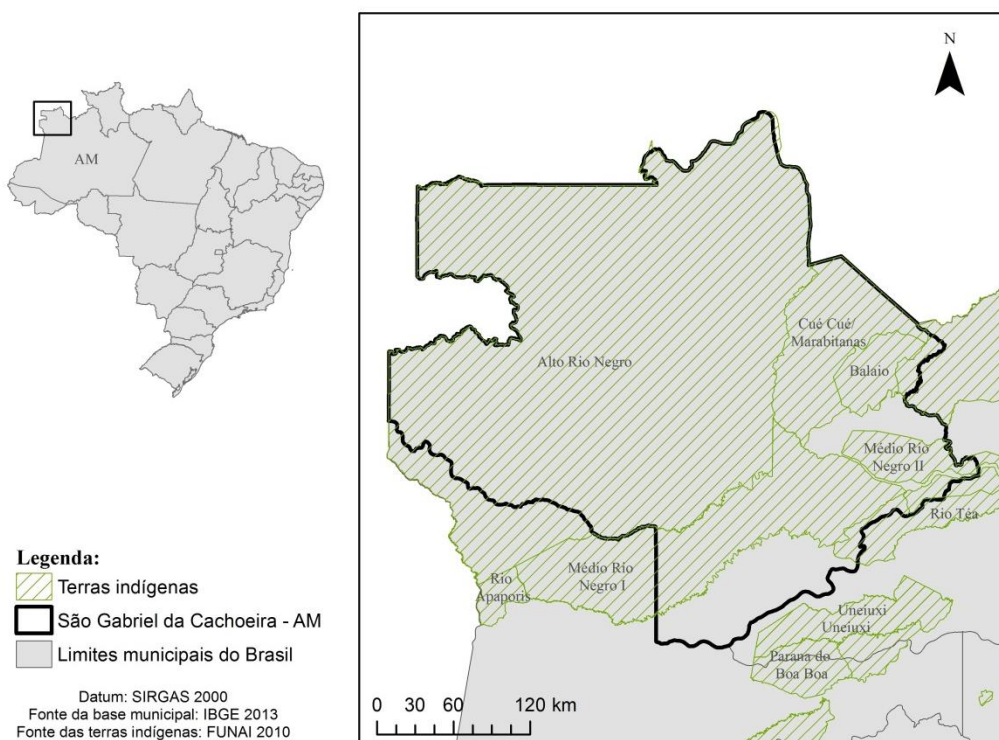 AM
Legenda:
Terras indígenas
São Gabriel da Cachoeira - AM
Limites municipais do Brasil
Datum: SIRGAS 2000
Fonte da base municipal: IBGE 2013
Fonte das terras indígenas: FUNAI 2010
N
Cué Cué/
Marabitanas
Alto Rio Negro
Balaio
Médio Rio
Negro II
Rio Téa
Médio Rio
Negro I
Rio
Apaporis
Uneiuxi
Uneiuxi
Parana do
Boa Boa
0 30 60 120 km